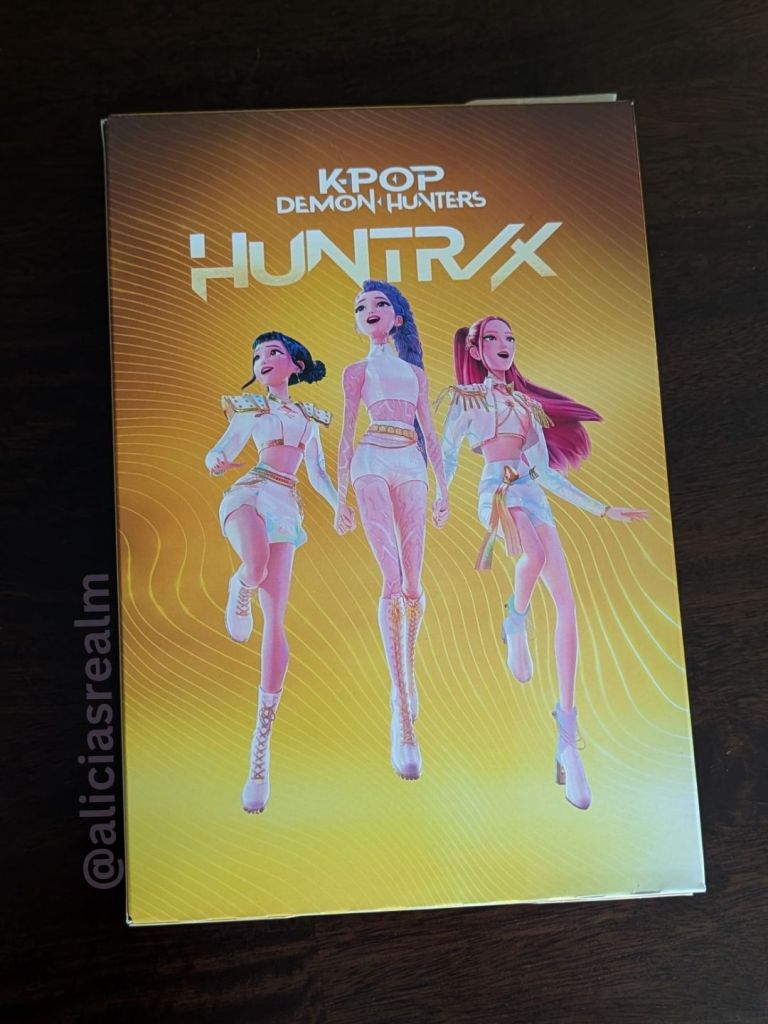 K-POP
DEMON HUNTERS
HUNTR/X
@aliciasrealm